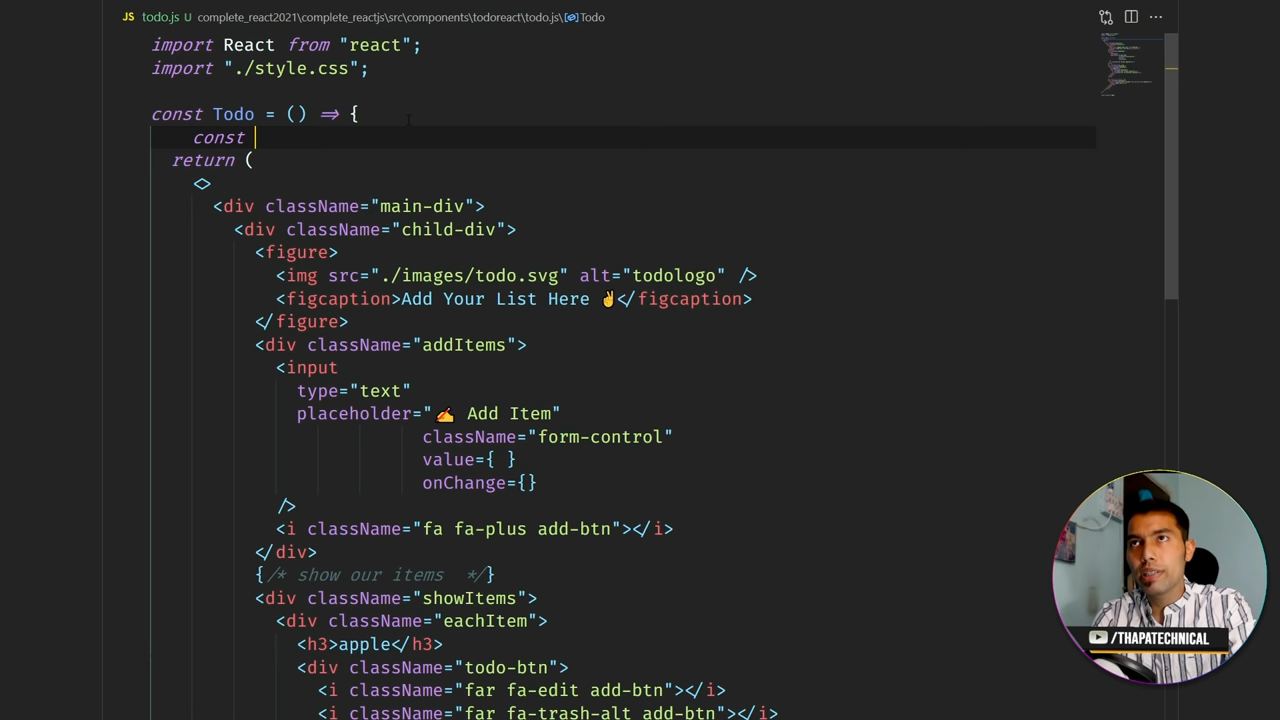 JS todo.js U complete_react2021\complete_reactjs\src\components\todoreact\todo.js\Todo
import React from "react";
import "./style.css";
const Todo = () => {
const
return (
<>
<div className="main-div">
<div className="child-div">
<figure>
<img src="./images/todo.svg" alt="todologo" />
<figcaption>Add Your List Here ✌</figcaption>
</figure>
<div className="addItems">
<input
type="text"
placeholder="✍ Add Item"
className="form-control"
value={ }
onChange={}
/>
<i className="fa fa-plus add-btn"></i>
</div>
{/* show our items  */}
<div className="showItems">
<div className="eachItem">
<h3>apple</h3>
<div className="todo-btn">
<i className="far fa-edit add-btn"></i>
<i className="far fa-trash-alt add-btn"></i>
/THAPATECHNICAL